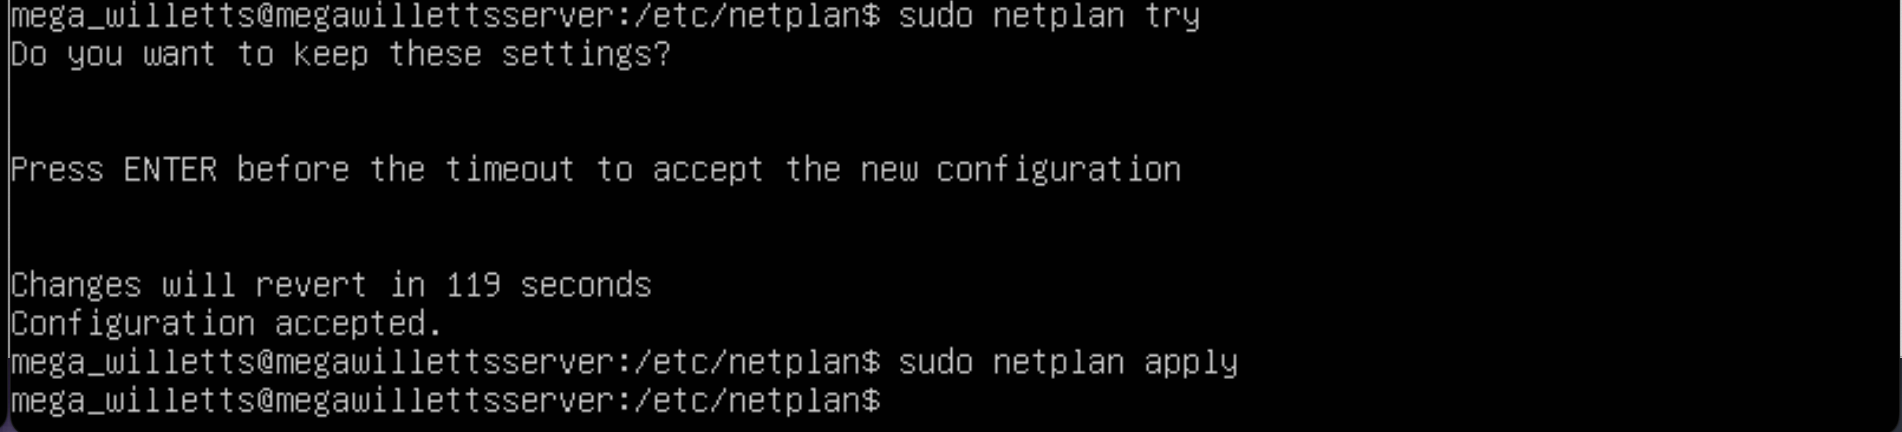 mega_willetts@megawillettsserver:/etc/netplan$ sudo netplan try
Do you want to keep these settings?
Press ENTER before the timeout to accept the new configuration
Changes will revert in 119 seconds
Configuration accepted.
mega_willetts@megawillettsserver:/etc/netplan$ sudo netplan apply
mega_willetts@megawillettsserver:/etc/netplan$